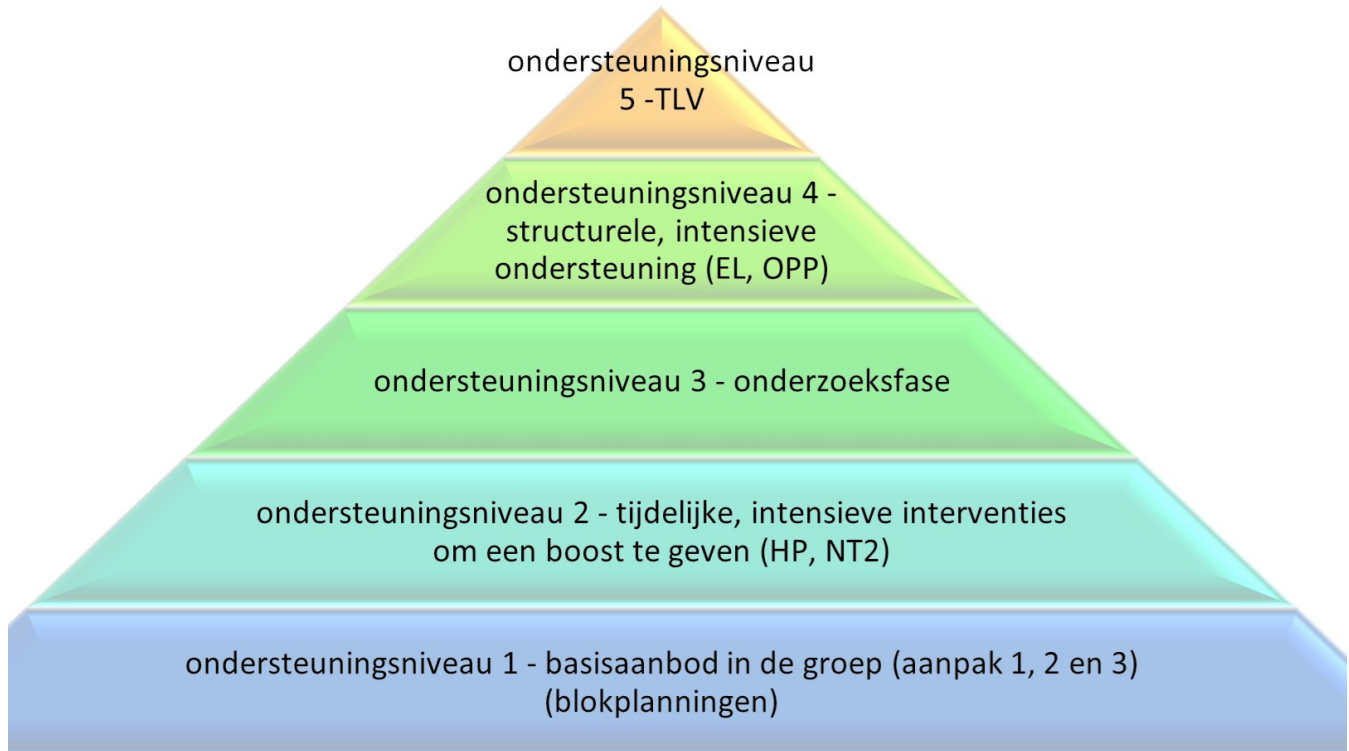 ondersteuningsniveau
5 -TLV
ondersteuningsniveau 4 -
structurele, intensieve
ondersteuning (EL, OPP)
ondersteuningsniveau 3 - onderzoeksfase
ondersteuningsniveau 2 - tijdelijke, intensieve interventies
om een boost te geven (HP, NT2)
ondersteuningsniveau 1 - basisaanbod in de groep (aanpak 1, 2 en 3)
(blokplanningen)